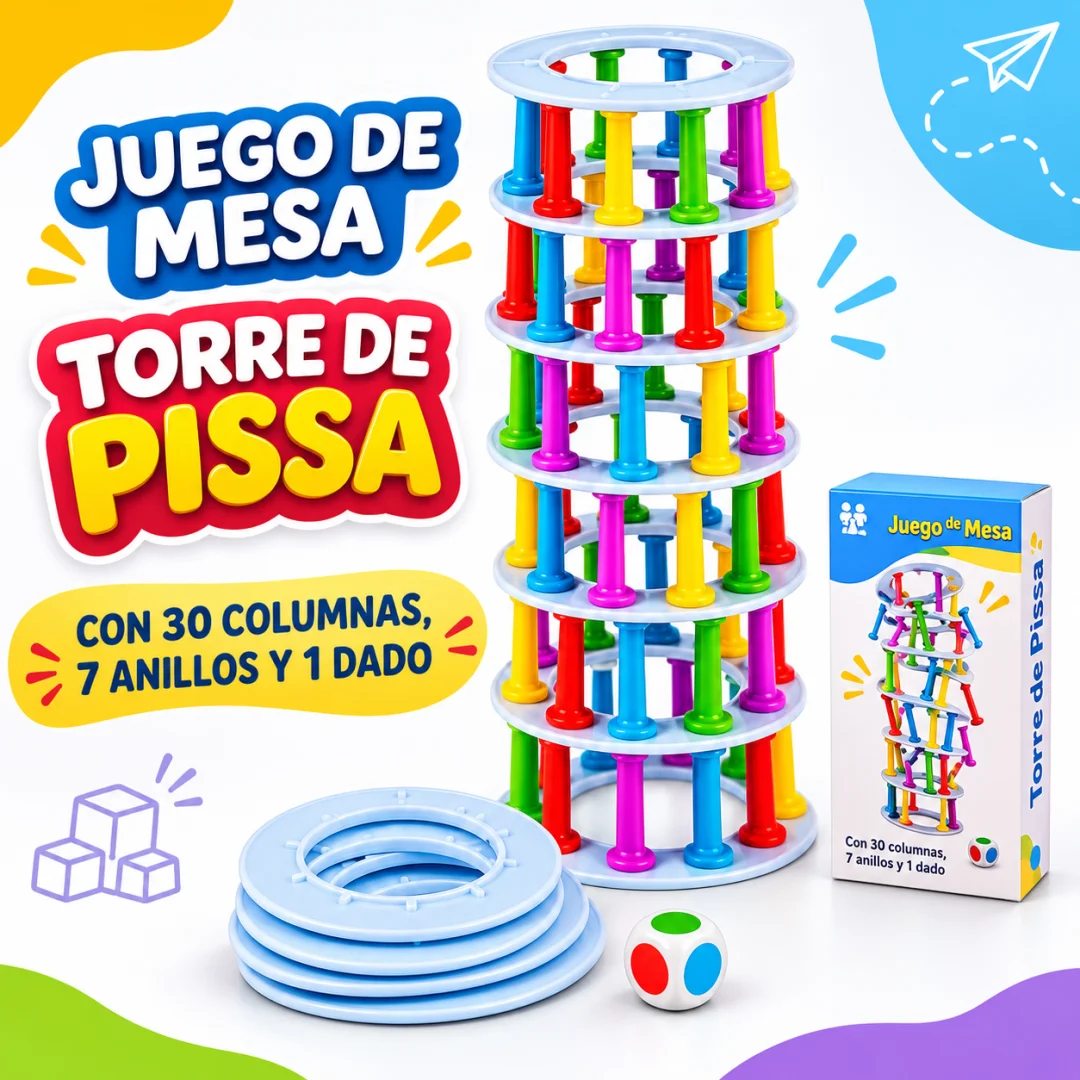 JUEGO DE
MESA
TORRE DE
PISSA
CON 30 COLUMNAS,
7 ANILLOS Y 1 DADO
Juego de Mesa
Torre de Pissa
Con 30 columnas,
7 anillos y 1 dado